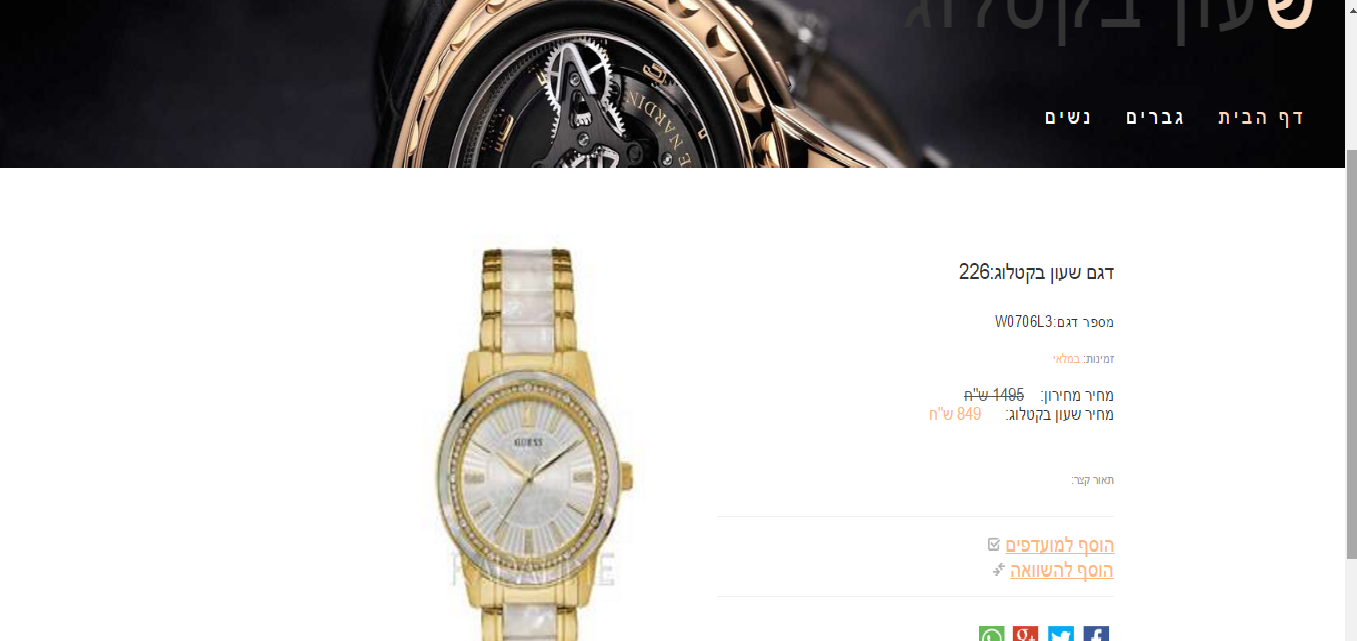 שעון בקטלוג
דף הבית גברים נשים
E NARDIN
דגם שעון בקטלוג:226
מספר דגם:W0706L3
זמינות: במלאי
מחיר מחירון: 1495 ש"ח
מחיר שעון בקטלוג: 849 ש"ח
תאור קצר:
הוסף למועדפים
הוסף להשוואה
GUESS